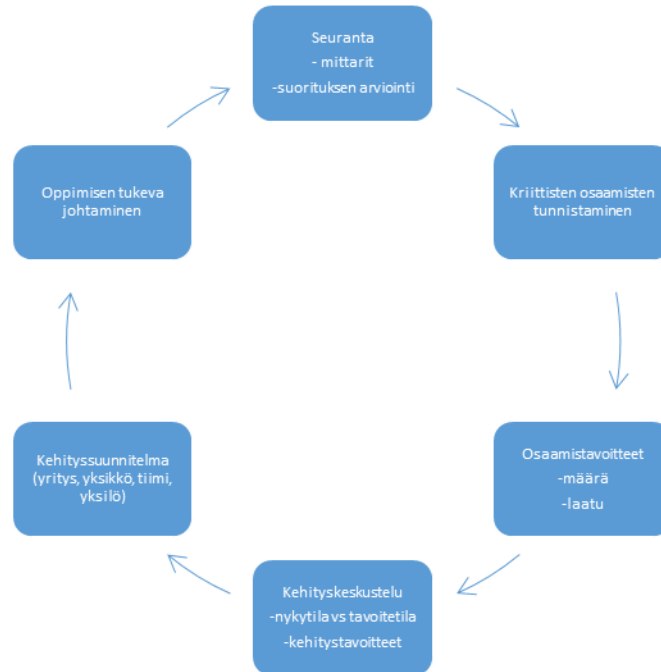 Seuranta
- mittarit
-suorituksen arviointi
Kriittisten osaamisten
tunnistaminen
Osaamistavoitteet
-määrä
-laatu
Kehityskeskustelu
-nykytila vs tavoitetila
-kehitystavoitteet
Kehityssuunnitelma
(yritys, yksikkö, tiimi,
yksilö)
Oppimisen tukeva
johtaminen